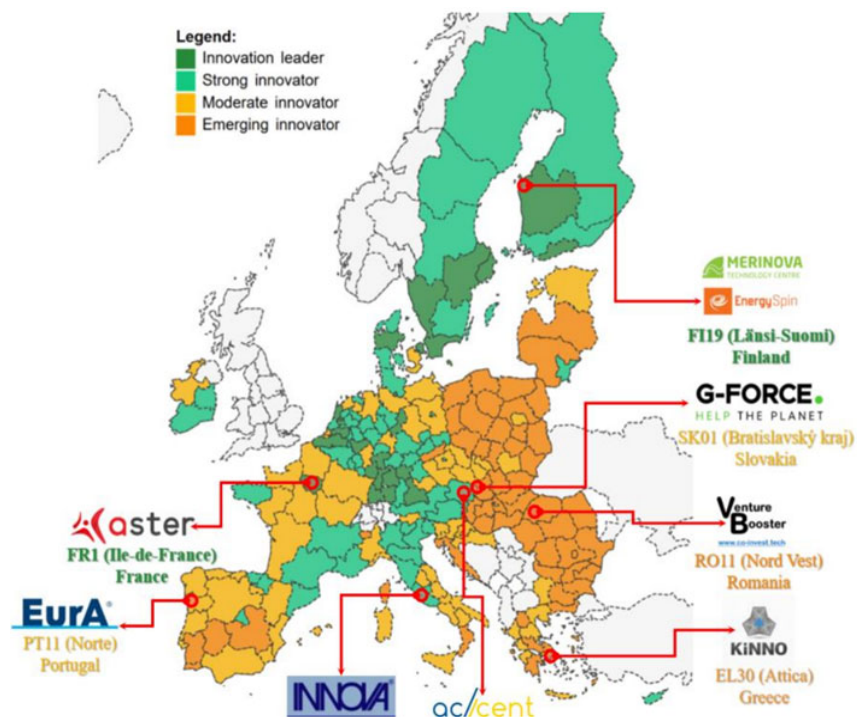 Legend:
Innovation leader
Strong innovator
Moderate innovator
Emerging innovator
MERINOVA
TECHNOLOGY CENTRE
EnergySpin
FI19 (Länsi-Suomi)
Finland
G-FORCE.
HELP THE PLANET
SK01 (Bratislavský kraj)
Slovakia
aster
FR1 (Ile-de-France)
France
Venture
Booster
www.co-invest.tech
RO11 (Nord Vest)
Romania
EurA®
PT11 (Norte)
Portugal
KiNNO
EL30 (Attica)
Greece
INNOVA®
ac//cent